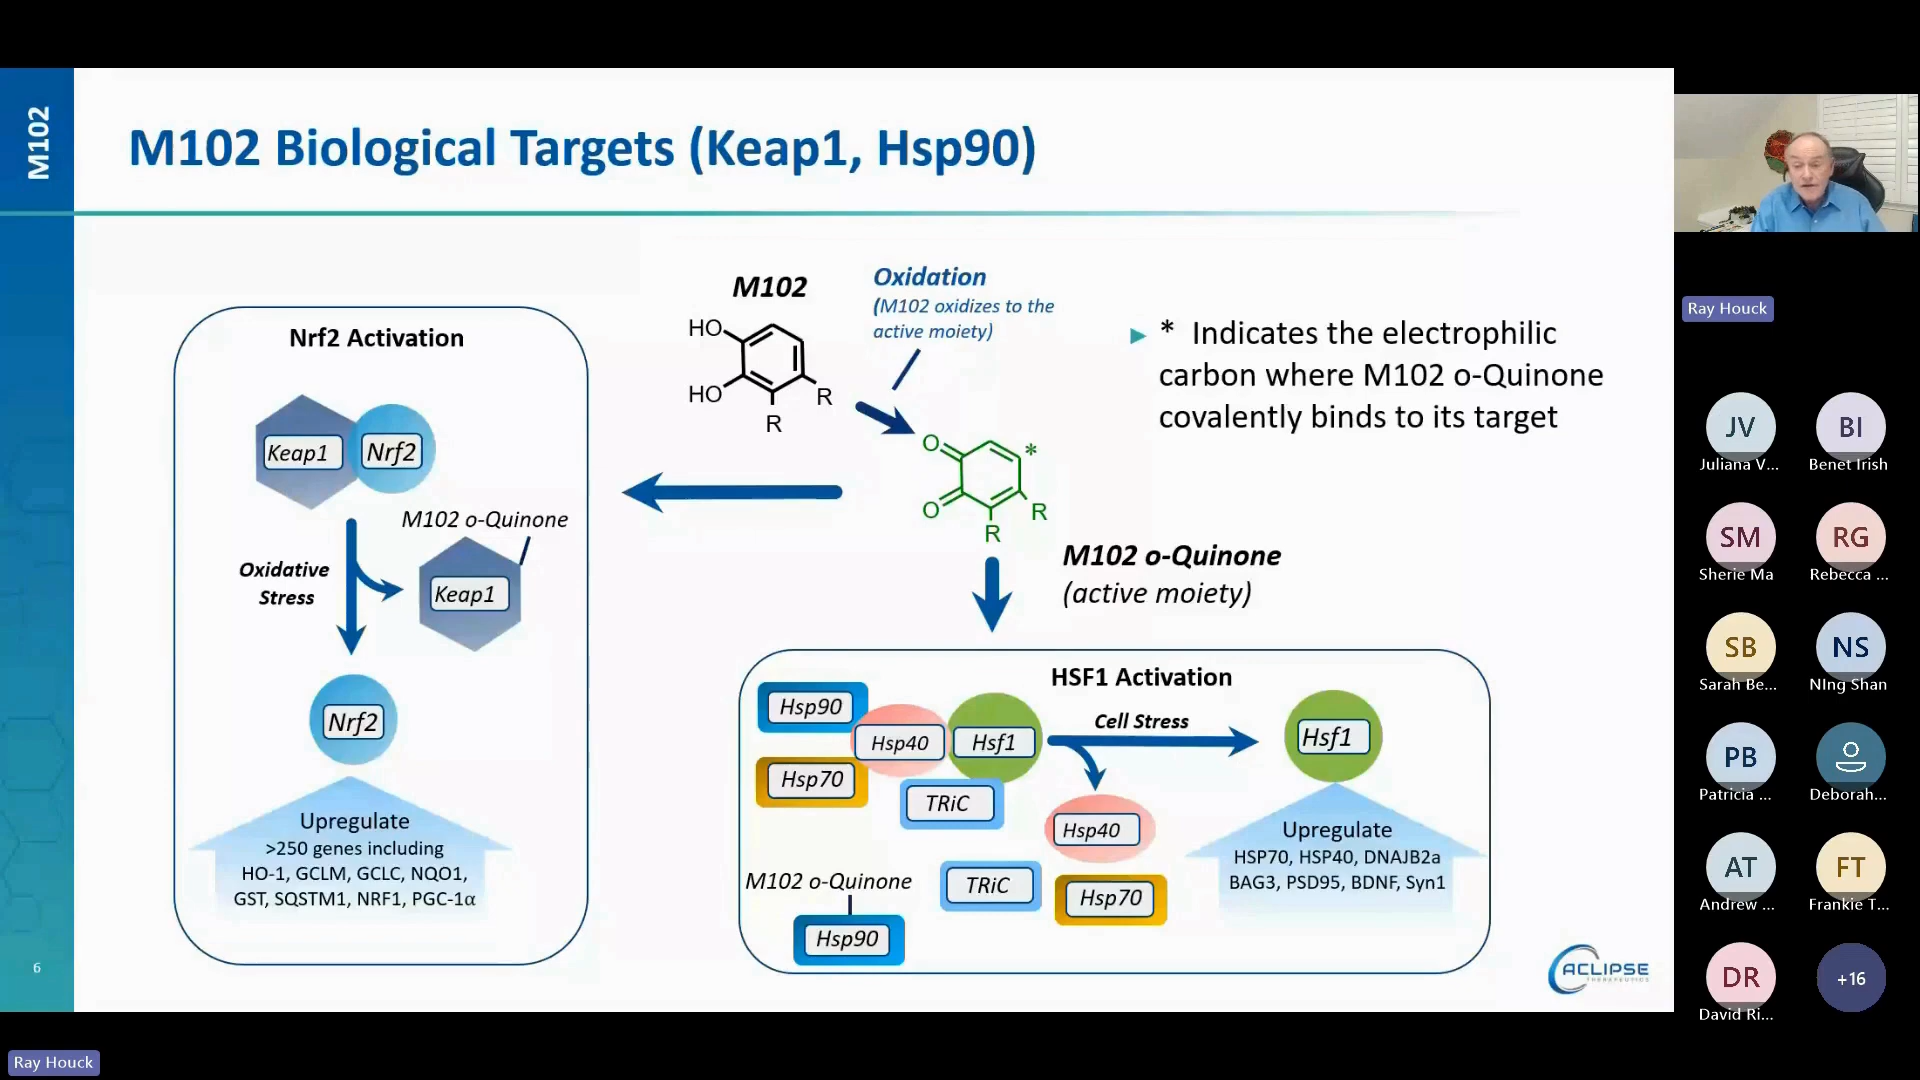 M102
M102 Biological Targets (Keap1, Hsp90)
Nrf2 Activation
Keap1
Nrf2
M102 o-Quinone
Oxidative
Stress
Keap1
Nrf2
Upregulate
>250 genes including
HO-1, GCLM, GCLC, NQO1,
GST, SQSTM1, NRF1, PGC-1α
M102
HO
HO
R
R
Oxidation
(M102 oxidizes to the
active moiety)
O
O
*
R
R
M102 o-Quinone
(active moiety)
* Indicates the electrophilic
carbon where M102 o-Quinone
covalently binds to its target
HSF1 Activation
Hsp90
Hsp40
Hsf1
Hsp70
TRiC
Cell Stress
Hsf1
Hsp40
TRiC
Hsp70
M102 o-Quinone
Hsp90
Upregulate
HSP70, HSP40, DNAJB2a
BAG3, PSD95, BDNF, Syn1
6
ACLIPSE
THERAPEUTICS
Ray Houck
JV
Juliana V...
BI
Benet Irish
SM
Sherie Ma
RG
Rebecca ...
SB
Sarah Be...
NS
NIng Shan
PB
Patricia ...
Deborah...
AT
Andrew ...
FT
Frankie T...
DR
David Ri...
+16
Ray Houck